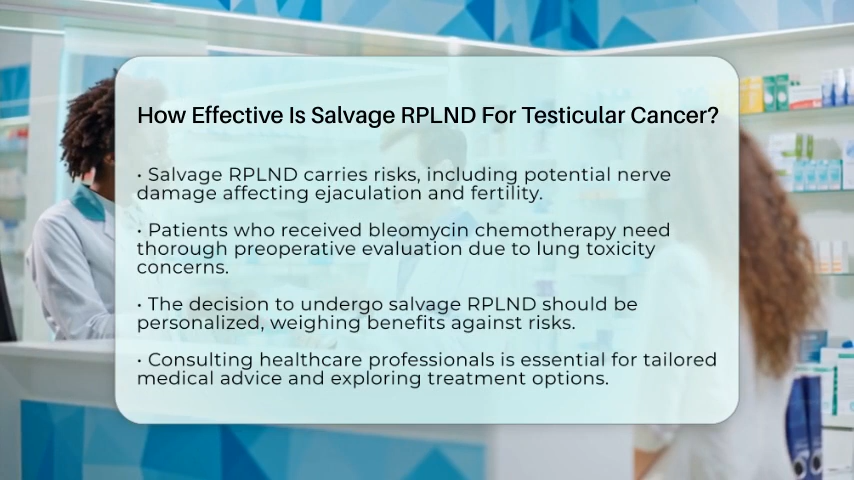 How Effective Is Salvage RPLND For Testicular Cancer?
• Salvage RPLND carries risks, including potential nerve
damage affecting ejaculation and fertility.
• Patients who received bleomycin chemotherapy need
thorough preoperative evaluation due to lung toxicity
concerns.
• The decision to undergo salvage RPLND should be
personalized, weighing benefits against risks.
• Consulting healthcare professionals is essential for tailored
medical advice and exploring treatment options.